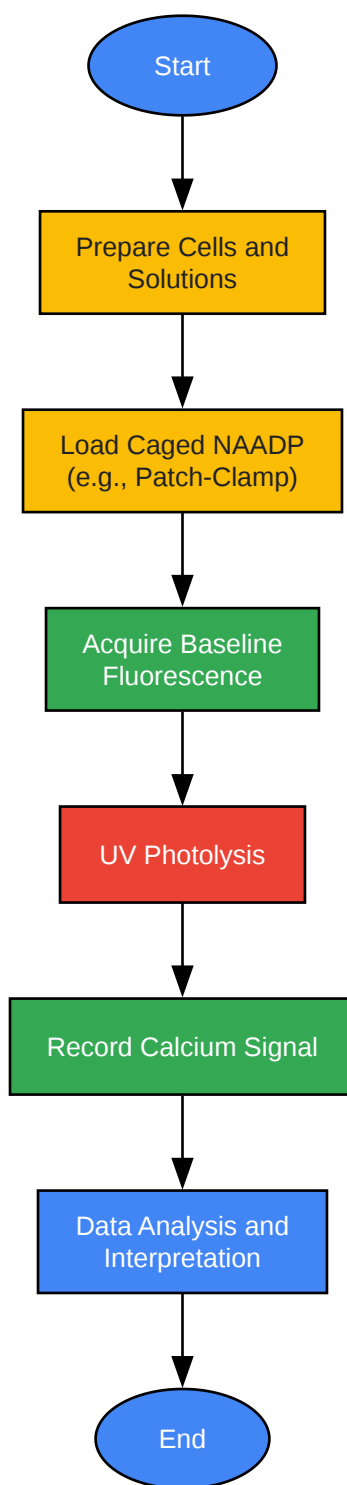 Start
Prepare Cells and
Solutions
Load Caged NAADP
(e.g., Patch-Clamp)
Acquire Baseline
Fluorescence
UV Photolysis
Record Calcium Signal
Data Analysis and
Interpretation
End